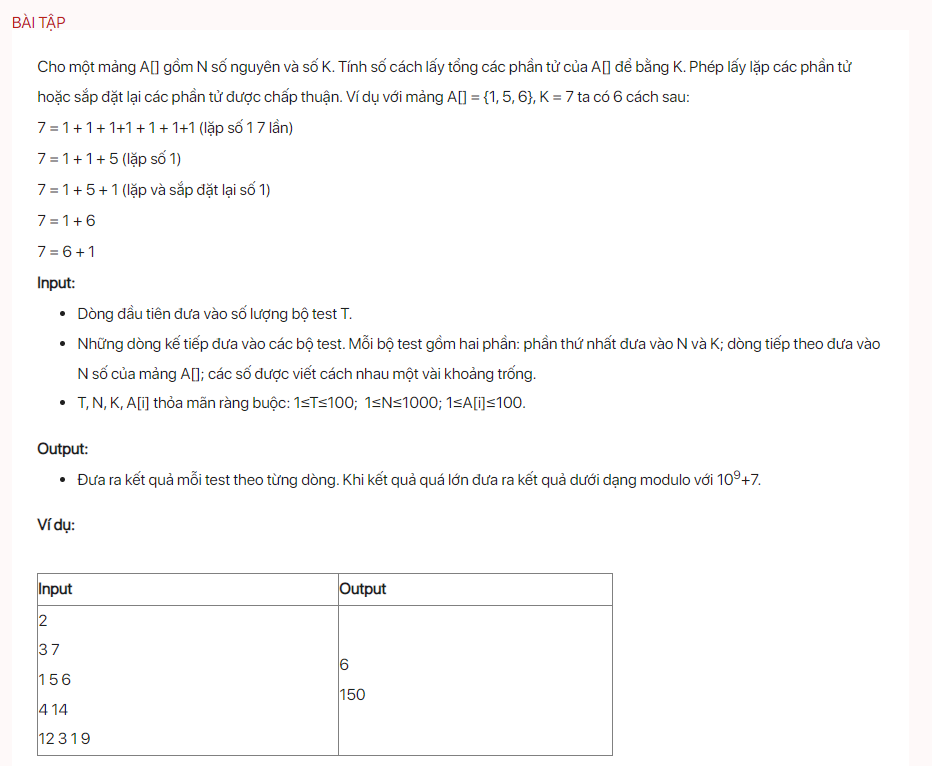 BÀI TẬP
Cho một mảng A[] gồm N số nguyên và số K. Tính số cách lấy tổng các phần tử của A[] để bằng K. Phép lấy lặp các phần tử
hoặc sắp đặt lại các phần tử được chấp thuận. Ví dụ với mảng A[] = {1, 5, 6}, K = 7 ta có 6 cách sau:
7 = 1 + 1 + 1+1 + 1 + 1+1 (lặp số 1 7 lần)
7 = 1 + 1 + 5 (lặp số 1)
7 = 1 + 5 + 1 (lặp và sắp đặt lại số 1)
7 = 1 + 6
7 = 6 + 1
Input:
• Dòng đầu tiên đưa vào số lượng bộ test T.
• Những dòng kế tiếp đưa vào các bộ test. Mỗi bộ test gồm hai phần: phần thứ nhất đưa vào N và K; dòng tiếp theo đưa vào
N số của mảng A[]; các số được viết cách nhau một vài khoảng trống.
• T, N, K, A[i] thỏa mãn ràng buộc: 1≤T≤100; 1≤N≤1000; 1≤A[i]≤100.
Output:
• Đưa ra kết quả mỗi test theo từng dòng. Khi kết quả quá lớn đưa ra kết quả dưới dạng modulo với 10⁹+7.
Ví dụ:
Input Output
2
3 7
1 5 6
4 14
12 3 1 9
6
150